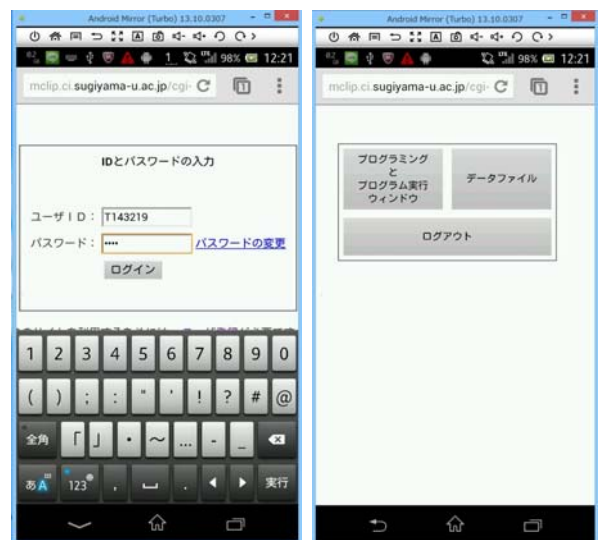 Android Mirror (Turbo) 13.10.0307
1 98% 12:21
mclip.ci.sugiyama-u.ac.jp/cgi-
IDとパスワードの入力
ユーザID: T143219
パスワード: •••• パスワードの変更
ログイン
1 2 3 4 5 6 7 8 9 0
( ) ; : " ' ! ? # @
全角 「 」 ・ ～ ... - _
あA 123 , . 実行
Android Mirror (Turbo) 13.10.0307
98% 12:21
mclip.ci.sugiyama-u.ac.jp/cgi-
プログラミング
と
プログラム実行
ウィンドウ
データファイル
ログアウト